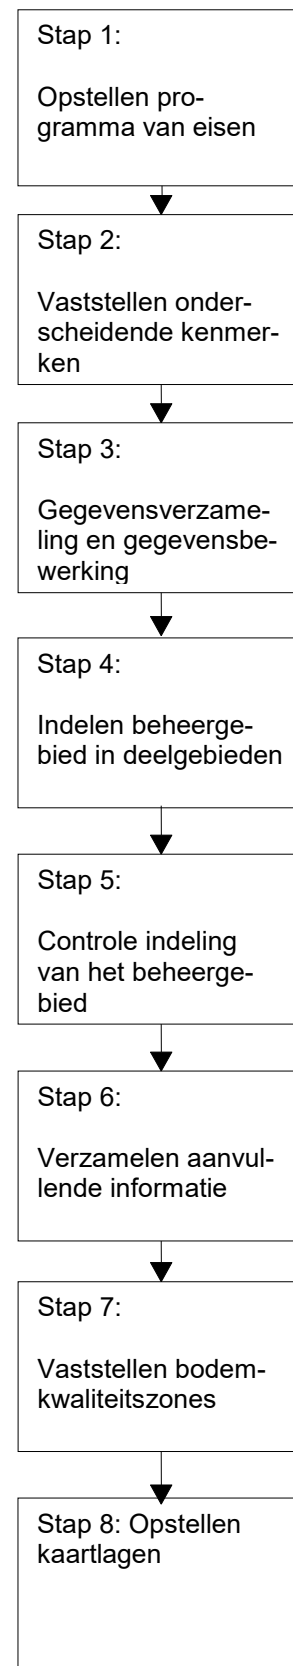 Stap 1:
Opstellen pro-
gramma van eisen
Stap 2:
Vaststellen onder-
scheidende kenmer-
ken
Stap 3:
Gegevensverzame-
ling en gegevensbe-
werking
Stap 4:
Indelen beheerge-
bied in deelgebieden
Stap 5:
Controle indeling
van het beheerge-
bied
Stap 6:
Verzamelen aanvul-
lende informatie
Stap 7:
Vaststellen bodem-
kwaliteitszones
Stap 8: Opstellen
kaartlagen